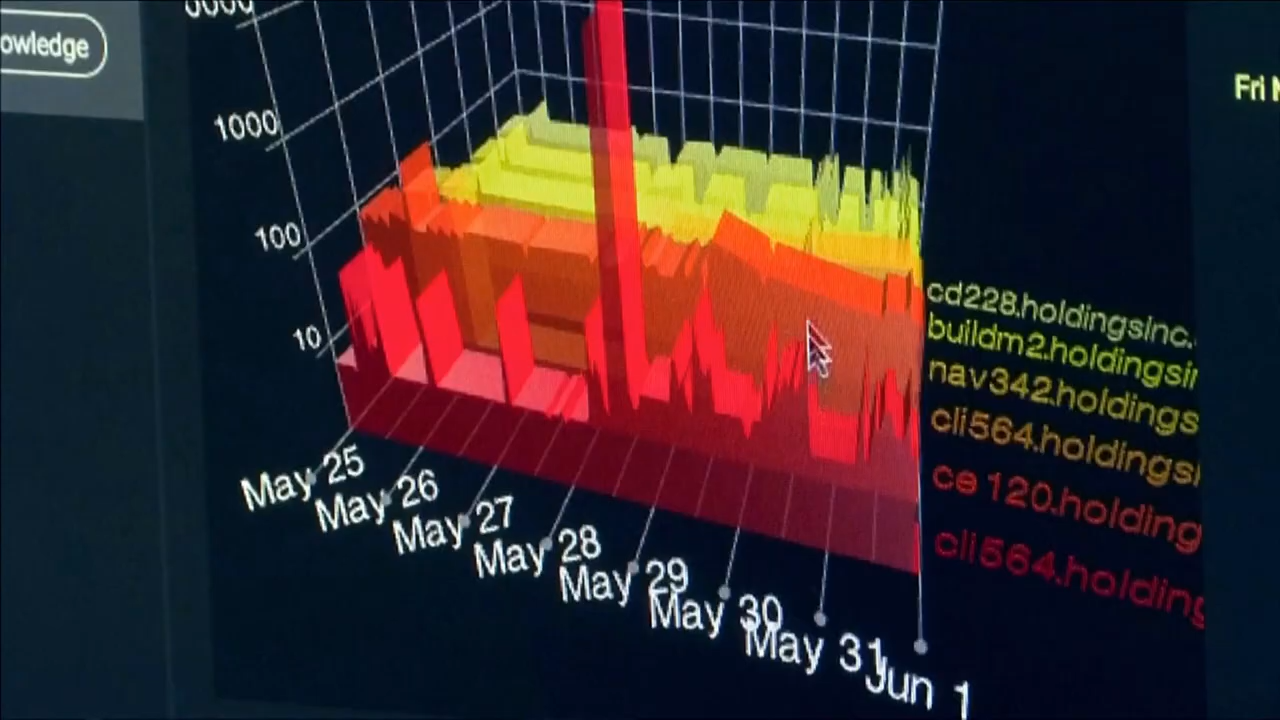 owledge
Fri
1000
100
10
cd228.holdingsinc.
buildm2.holdingsi
nav342.holdings
cli564.holdings
ce120.holding
cli564.holding
May 25
May 26
May 27
May 28
May 29
May 30
May 31
Jun 1